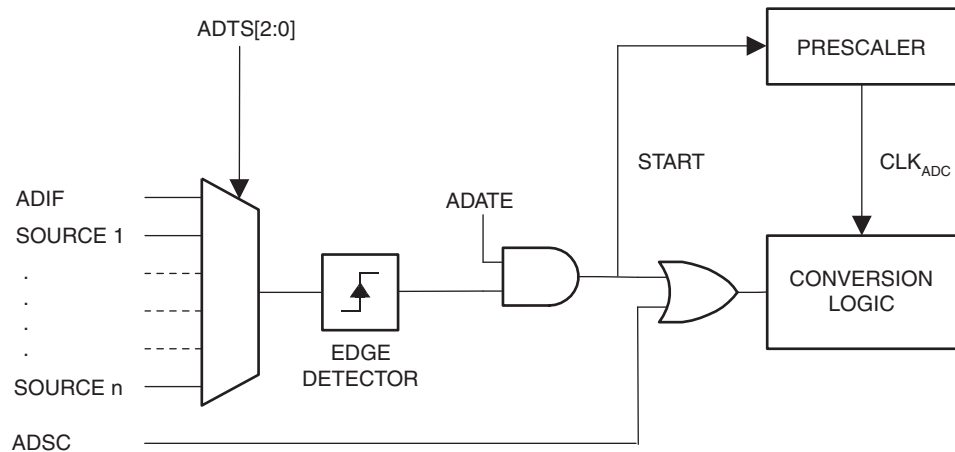 ADTS[2:0]
PRESCALER
START
CLKADC
ADIF
ADATE
SOURCE 1
.
.
.
.
CONVERSION
LOGIC
EDGE
DETECTOR
SOURCE n
ADSC